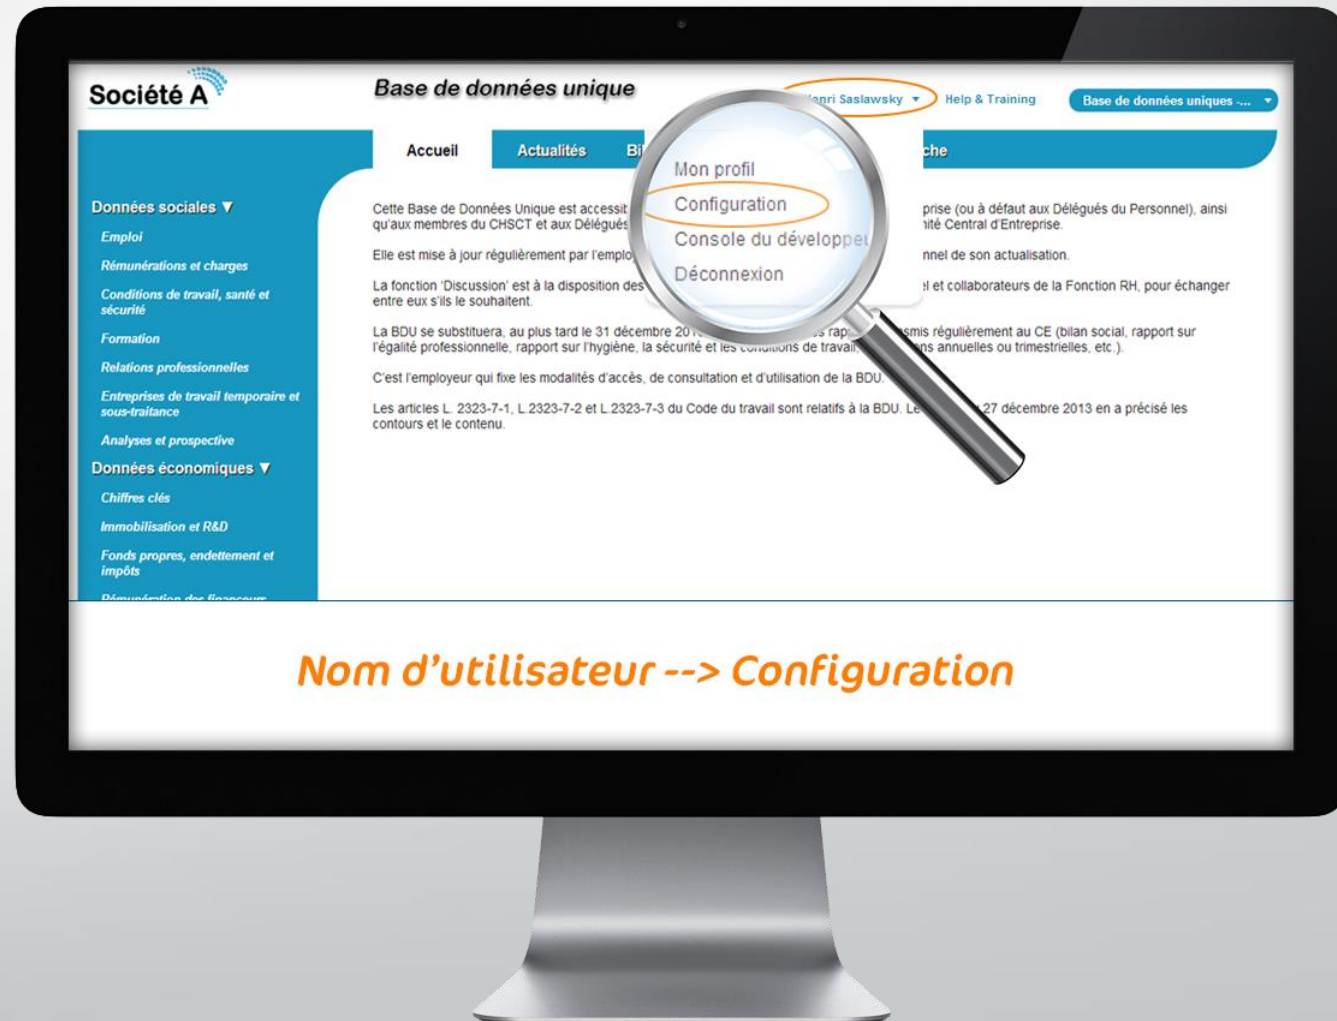 Société A
Base de données unique
Saslawsky ▼
Help & Training
Base de données uniques -... ▼
Accueil
Actualités
Mon profil
Configuration
Console du
Déconnexion
Données sociales ▼
Emploi
Rémunérations et charges
Conditions de travail, santé et
sécurité
Formation
Relations professionnelles
Entreprises de travail temporaire et
sous-traitance
Analyses et prospective
Données économiques ▼
Chiffres clés
Immobilisation et R&D
Fonds propres, endettement et
impôts
Rémunération des financeurs
Cette Base de Données Unique est (ou à défaut aux Délégués du Personnel), ainsi
qu'aux membres du CHSCT et aux Délégués Central d'Entreprise.
Elle est mise à jour régulièrement par de son actualisation.
La fonction 'Discussion' est à la disposition des et collaborateurs de la Fonction RH, pour échanger
entre eux s'ils le souhaitent.
La BDU se substituera, au plus tard le 31 décembre régulièrement au CE (bilan social, rapport sur
l'égalité professionnelle, rapport sur l'hygiène, la sécurité et les conditions de travail, annuelles ou trimestrielles, etc.).
C'est l'employeur qui fixe les modalités d'accès, de consultation et d'utilisation de la BDU.
Les articles L. 2323-7-1, L.2323-7-2 et L.2323-7-3 du Code du travail sont relatifs à la BDU. 27 décembre 2013 en a précisé les
contours et le contenu.
Nom d'utilisateur --> Configuration